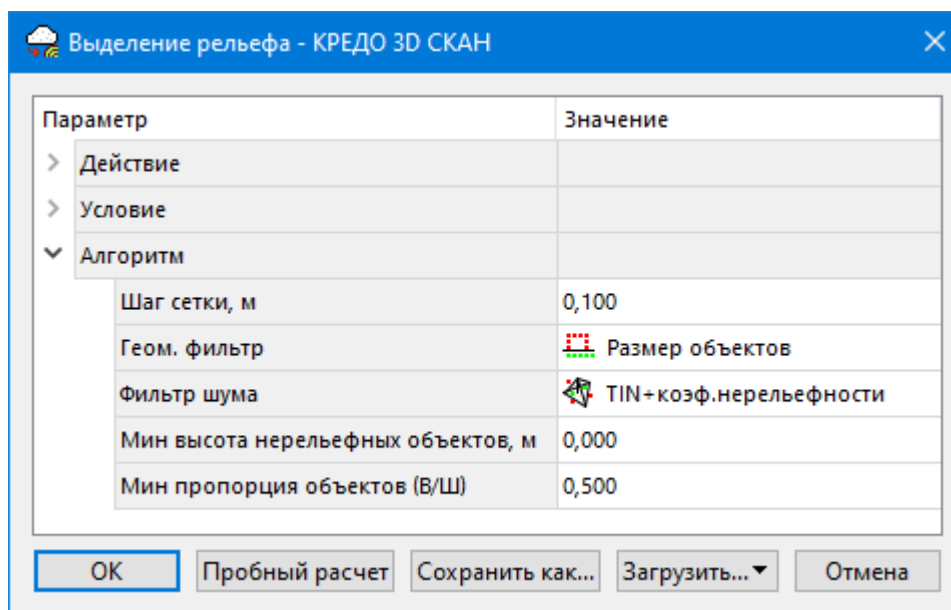 Выделение рельефа - КРЕДО 3D СКАН
Параметр Значение
Действие
Условие
Алгоритм
Шаг сетки, м 0,100
Геом. фильтр Размер объектов
Фильтр шума TIN+коэф.нерельефности
Мин высота нерельефных объектов, м 0,000
Мин пропорция объектов (В/Ш) 0,500
ОК Пробный расчет Сохранить как... Загрузить... Отмена